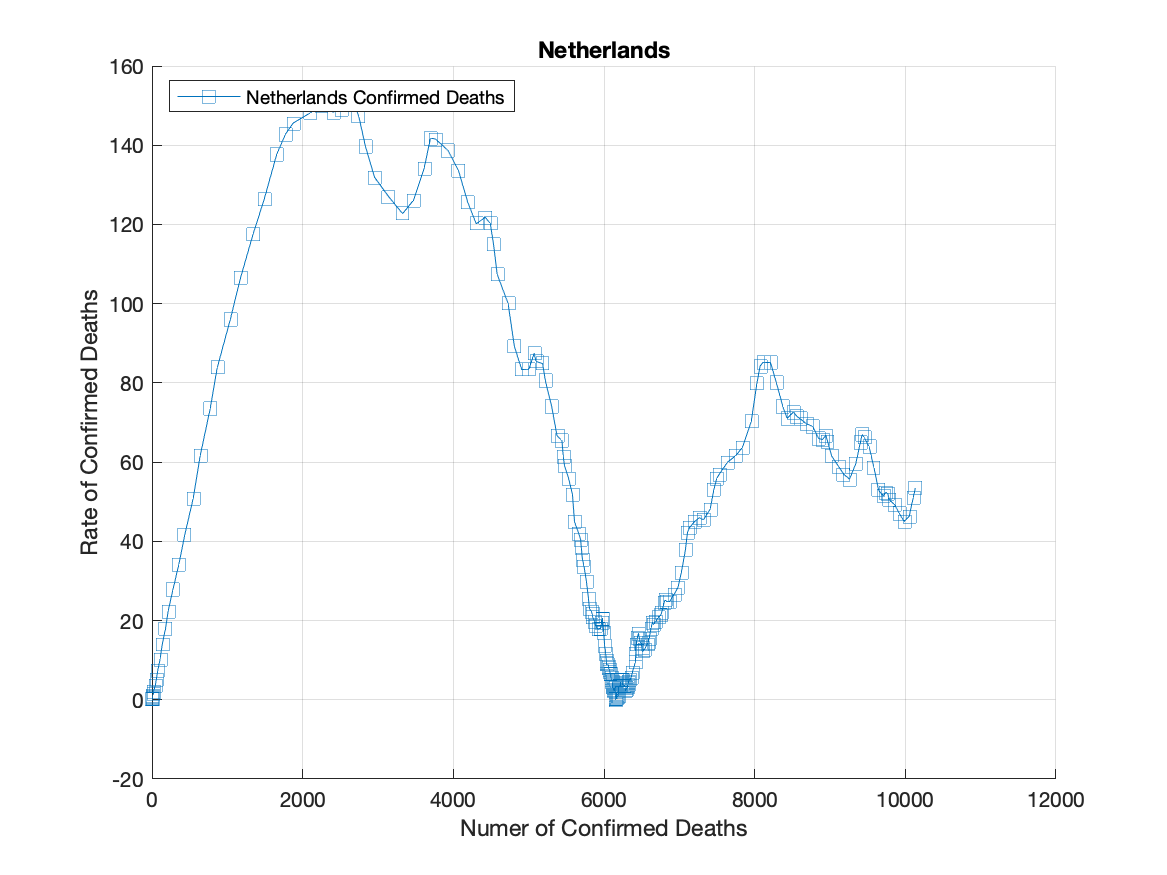 Netherlands
160
Netherlands Confirmed Deaths
140
120
100
80
60
40
20
0
-20
Rate of Confirmed Deaths
0 2000 4000 6000 8000 10000 12000
Numer of Confirmed Deaths